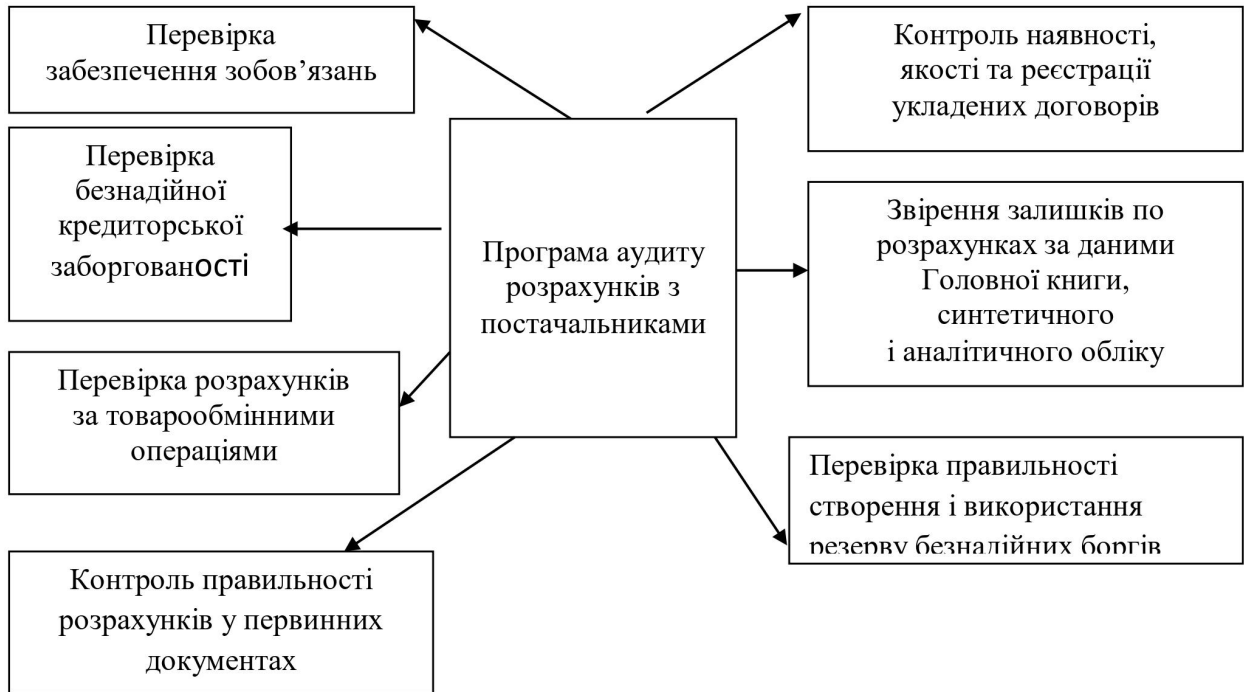 Перевірка
забезпечення зобов’язань
Контроль наявності,
якості та реєстрації
укладених договорів
Перевірка
безнадійної
кредиторської
заборгованості
Програма аудиту
розрахунків з
постачальниками
Звірення залишків по
розрахунках за даними
Головної книги,
синтетичного
і аналітичного обліку
Перевірка розрахунків
за товарообмінними
операціями
Перевірка правильності
створення і використання
резерву безнадійних боргів
Контроль правильності
розрахунків у первинних
документах